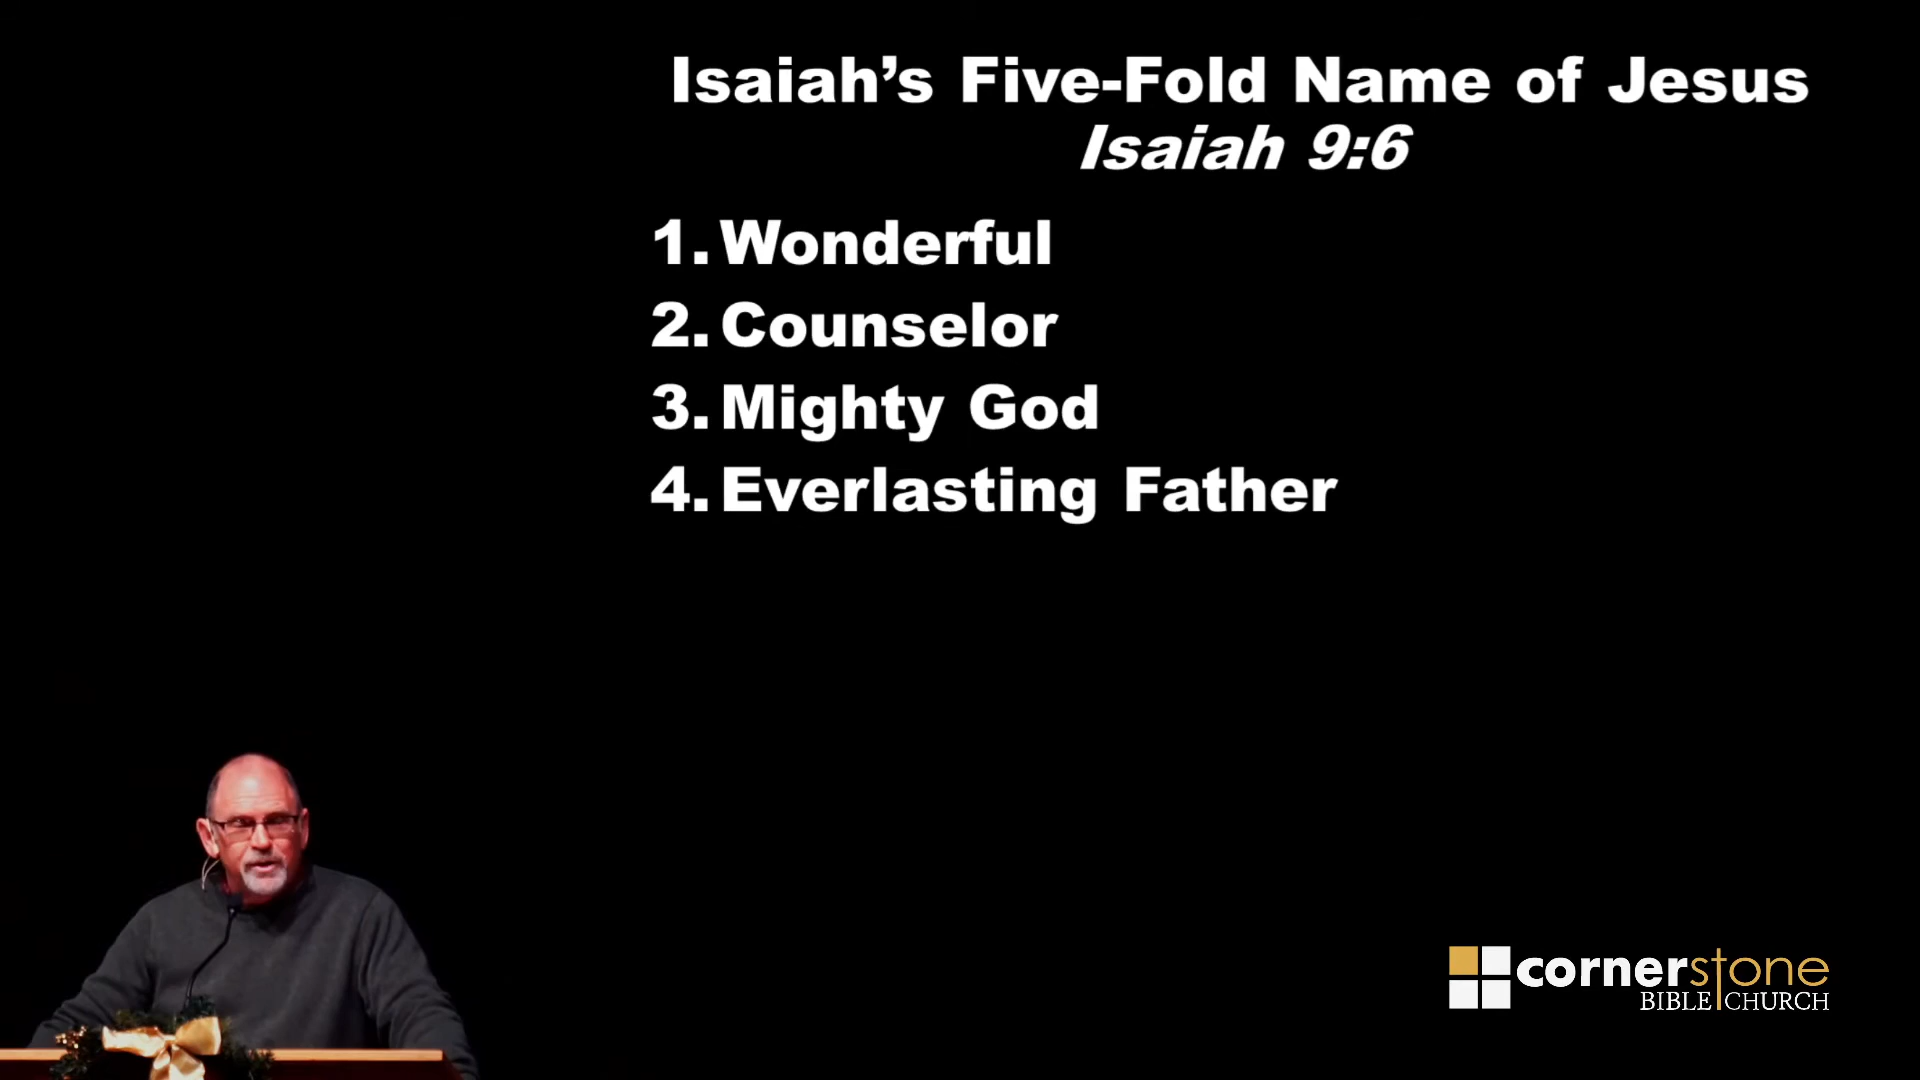 Isaiah’s Five-Fold Name of Jesus
Isaiah 9:6
1. Wonderful
2. Counselor
3. Mighty God
4. Everlasting Father
cornerstone
BIBLE CHURCH